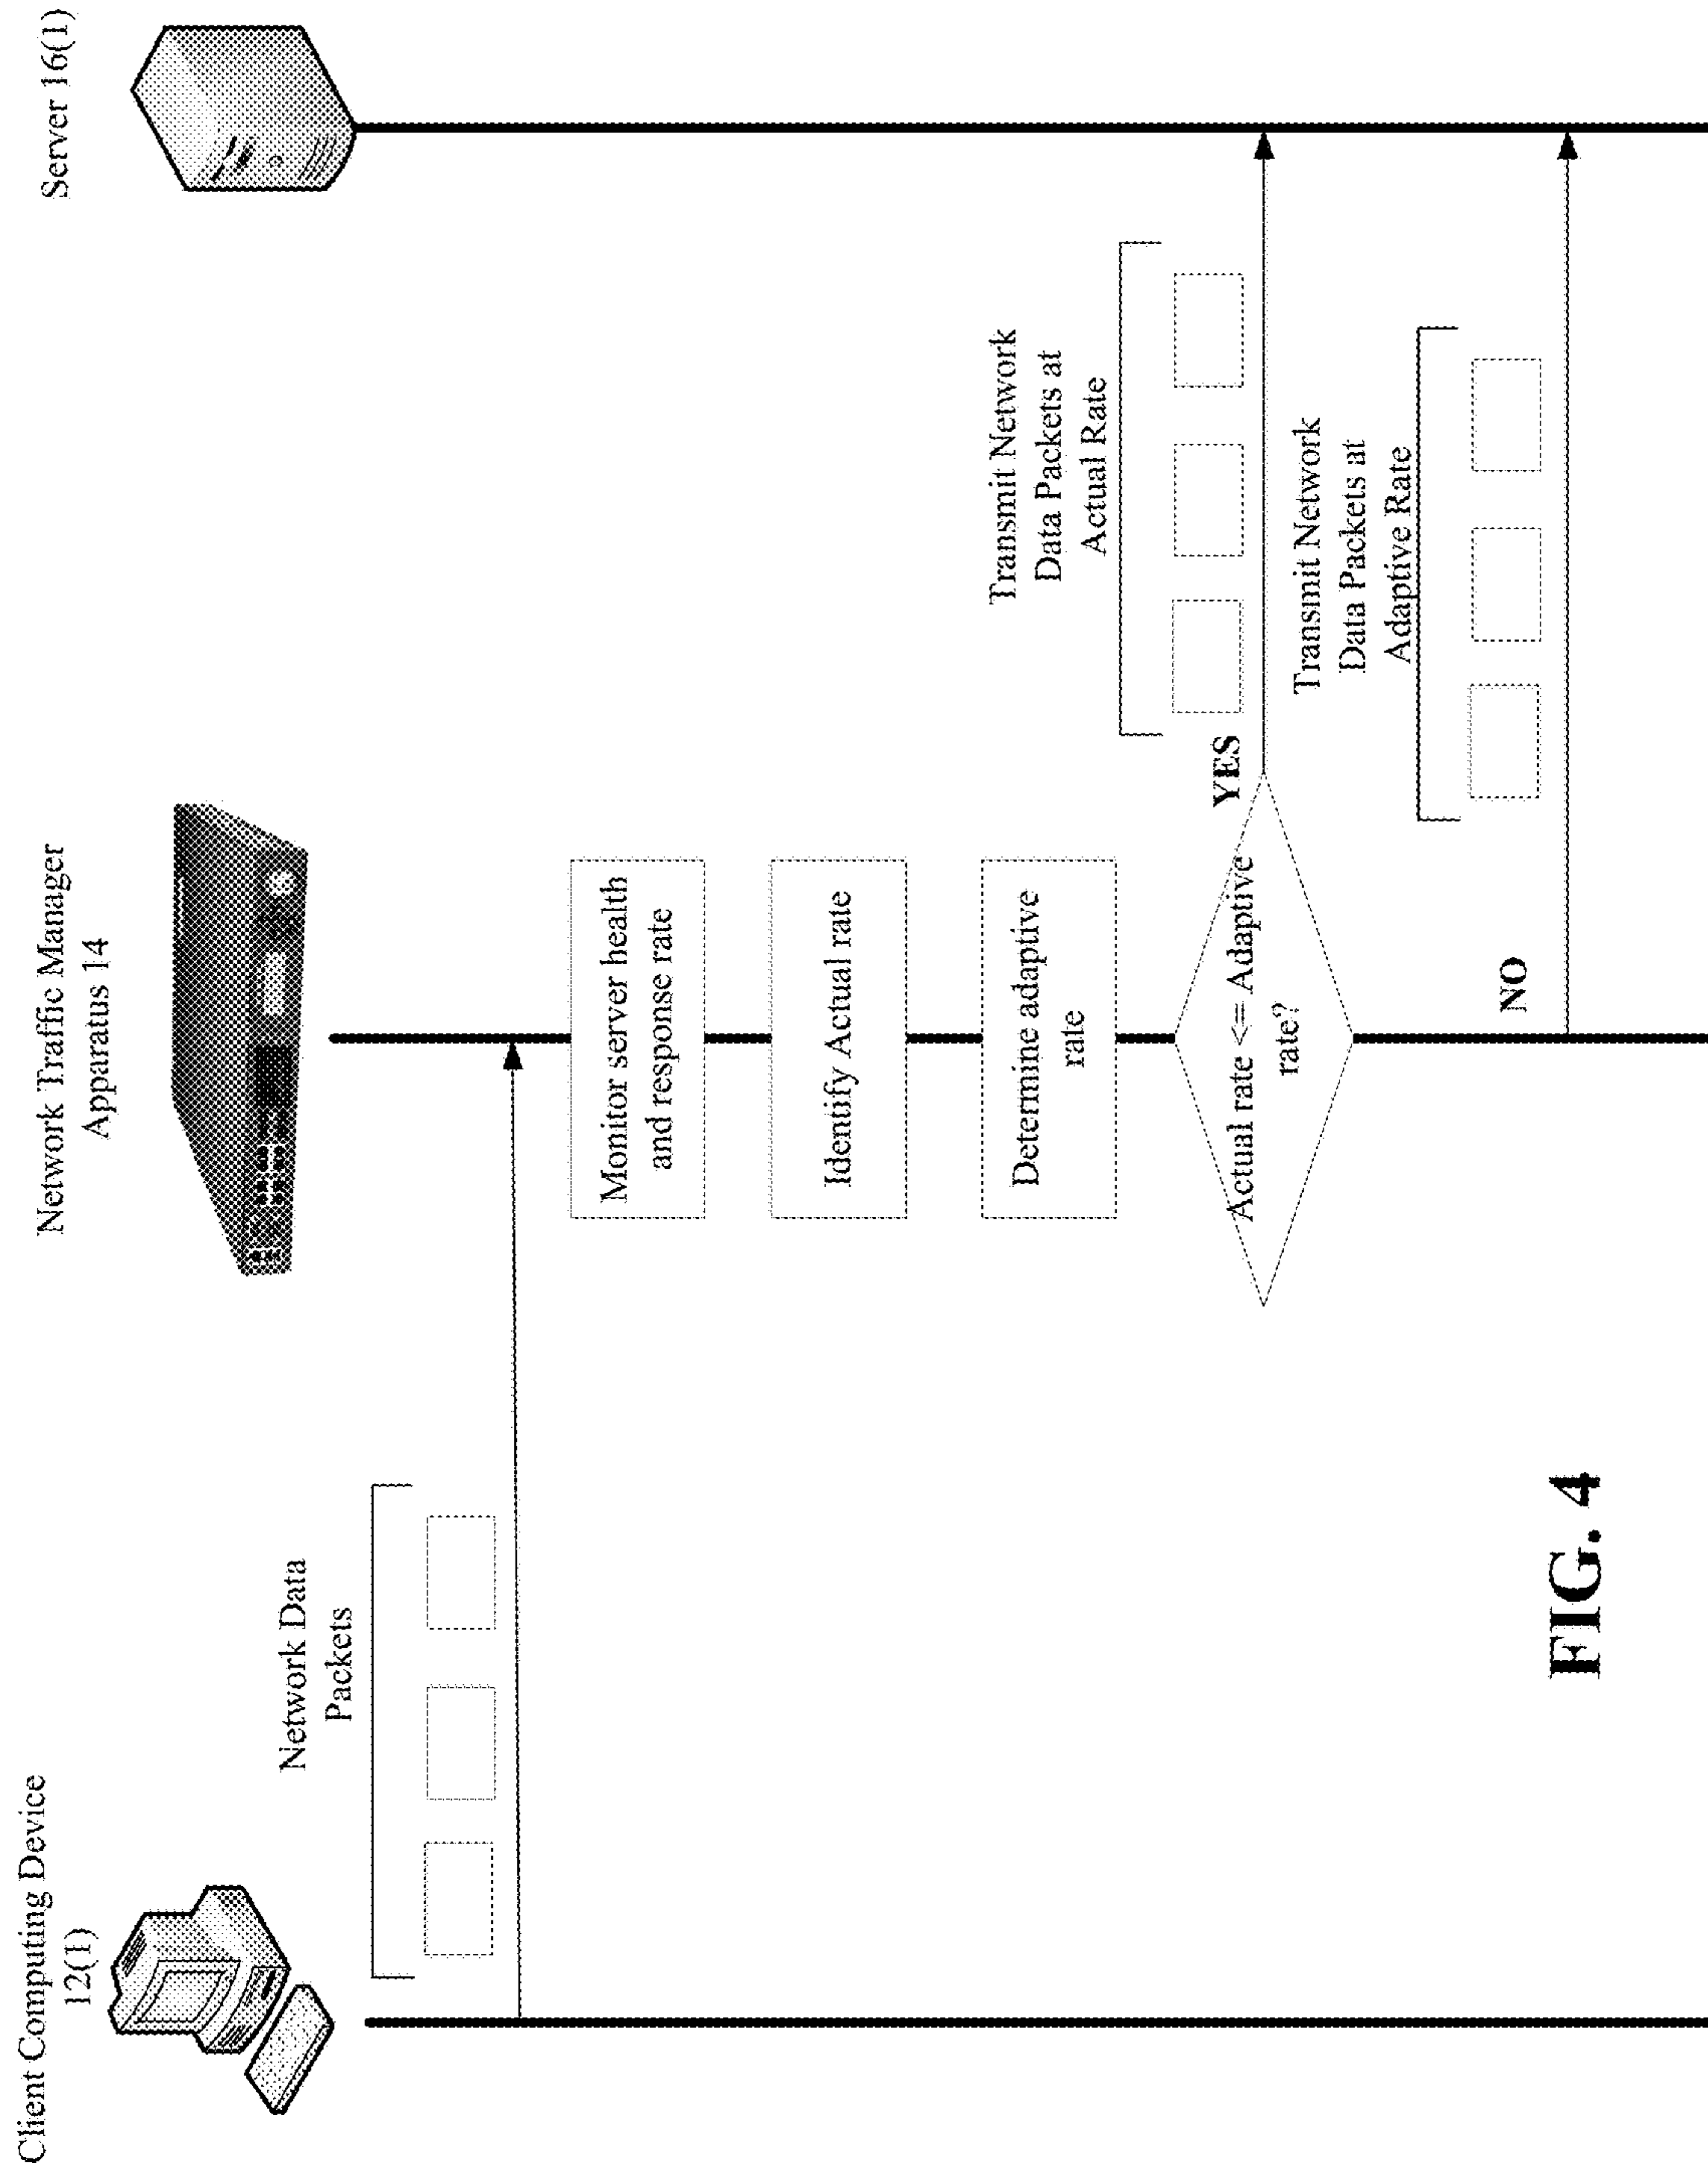 Client Computing Device
12(1)
Network Traffic Manager
Apparatus 14
Server 16(1)
Network Data
Packets
Monitor server health
and response rate
Identify Actual rate
Determine adaptive
rate
Actual rate <= Adaptive
rate?
YES
Transmit Network
Data Packets at
Actual Rate
NO
Transmit Network
Data Packets at
Adaptive Rate
FIG. 4